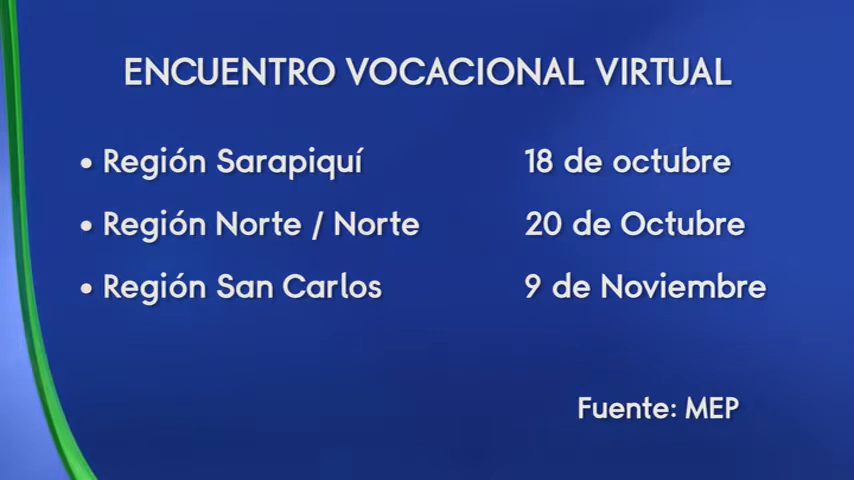 ENCUENTRO VOCACIONAL VIRTUAL
• Región Sarapiquí 18 de octubre
• Región Norte / Norte 20 de Octubre
• Región San Carlos 9 de Noviembre
Fuente: MEP